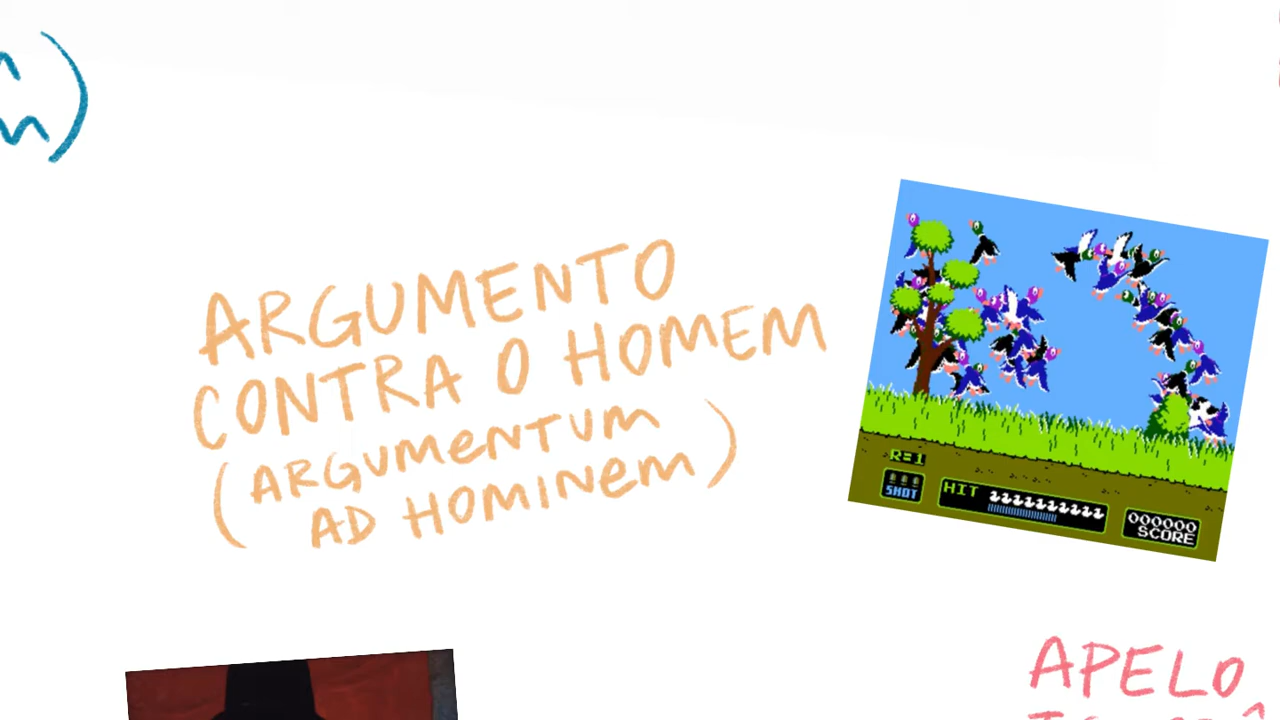 ARGUMENTO
CONTRA O HOMEM
(ARGUMENTUM
AD HOMINEM)
R=1
SHOT
HIT
000000
SCORE
APELO